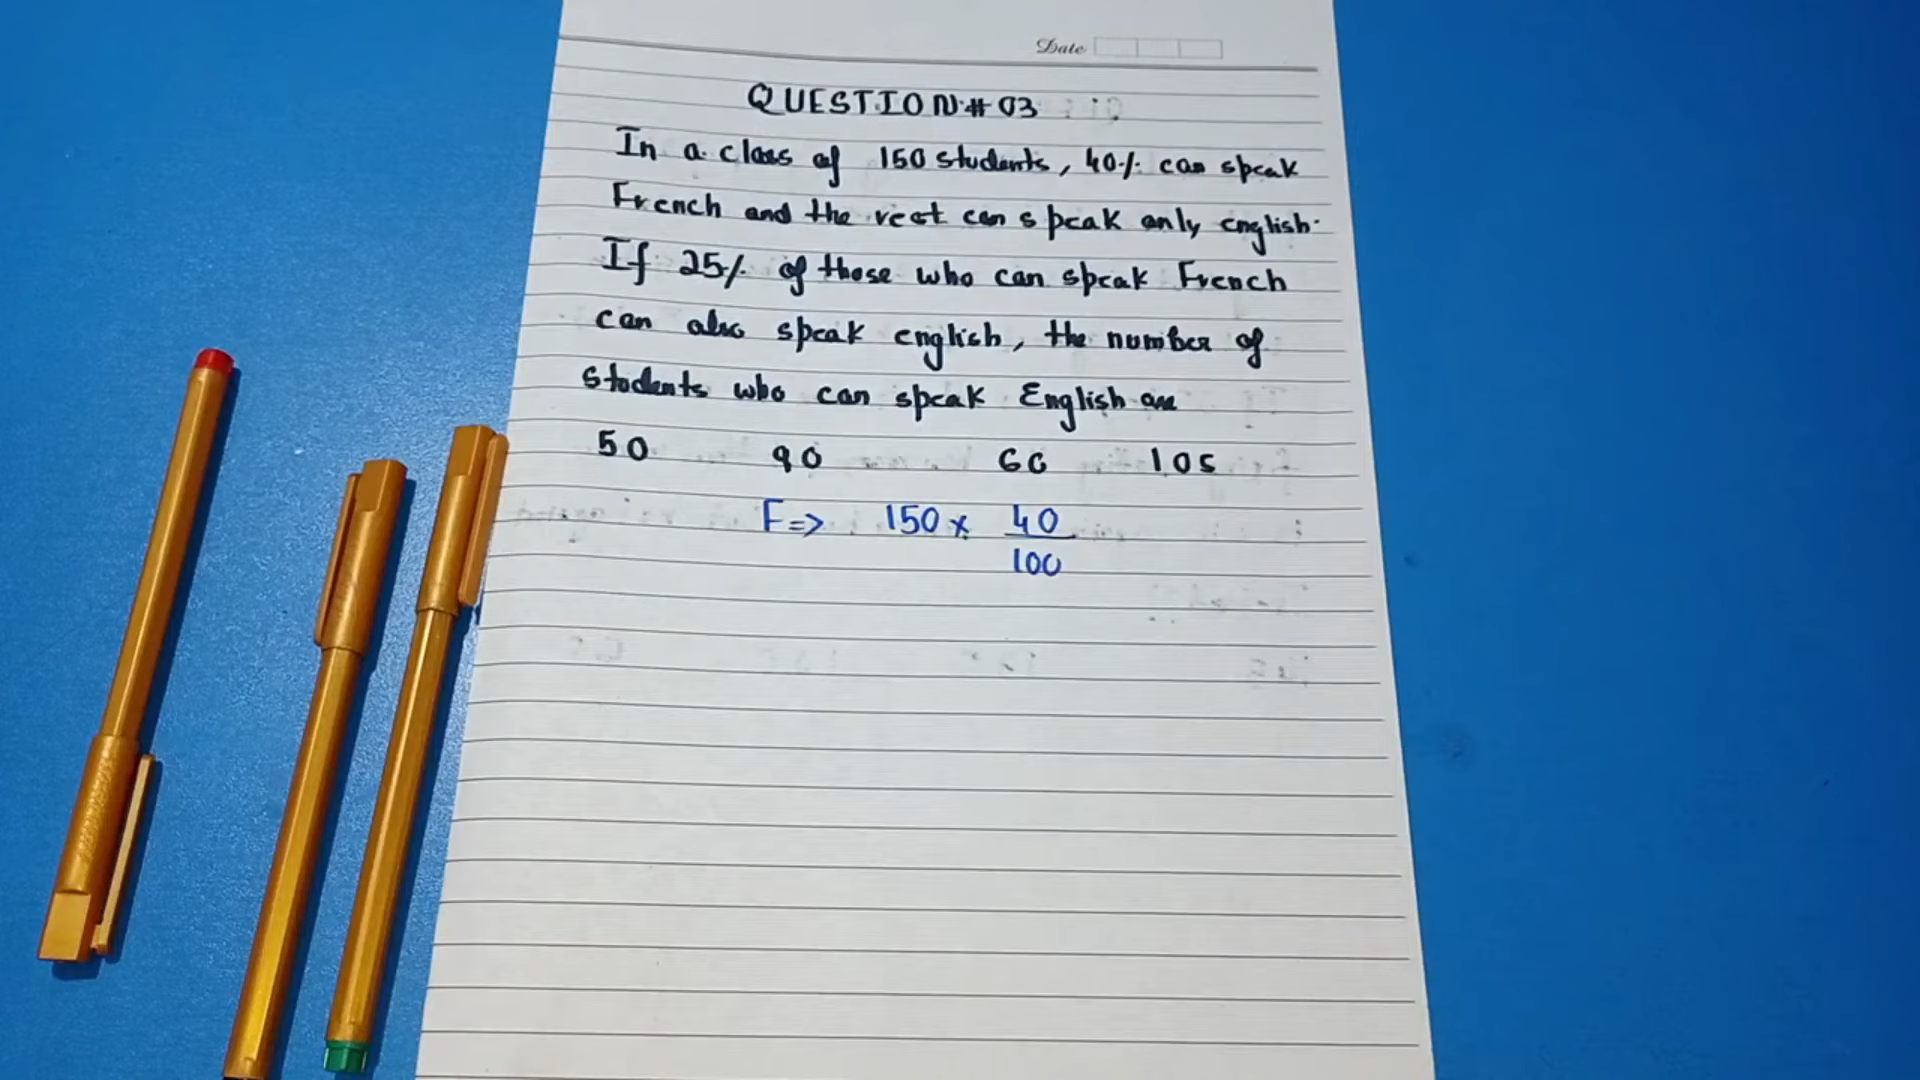 Date
QUESTION # 03
In a class of 150 students, 40% can speak
French and the rest can speak only english.
If 25% of those who can speak French
can also speak english, the number of
students who can speak English are
50 90 60 105
F => 150 x 40
100